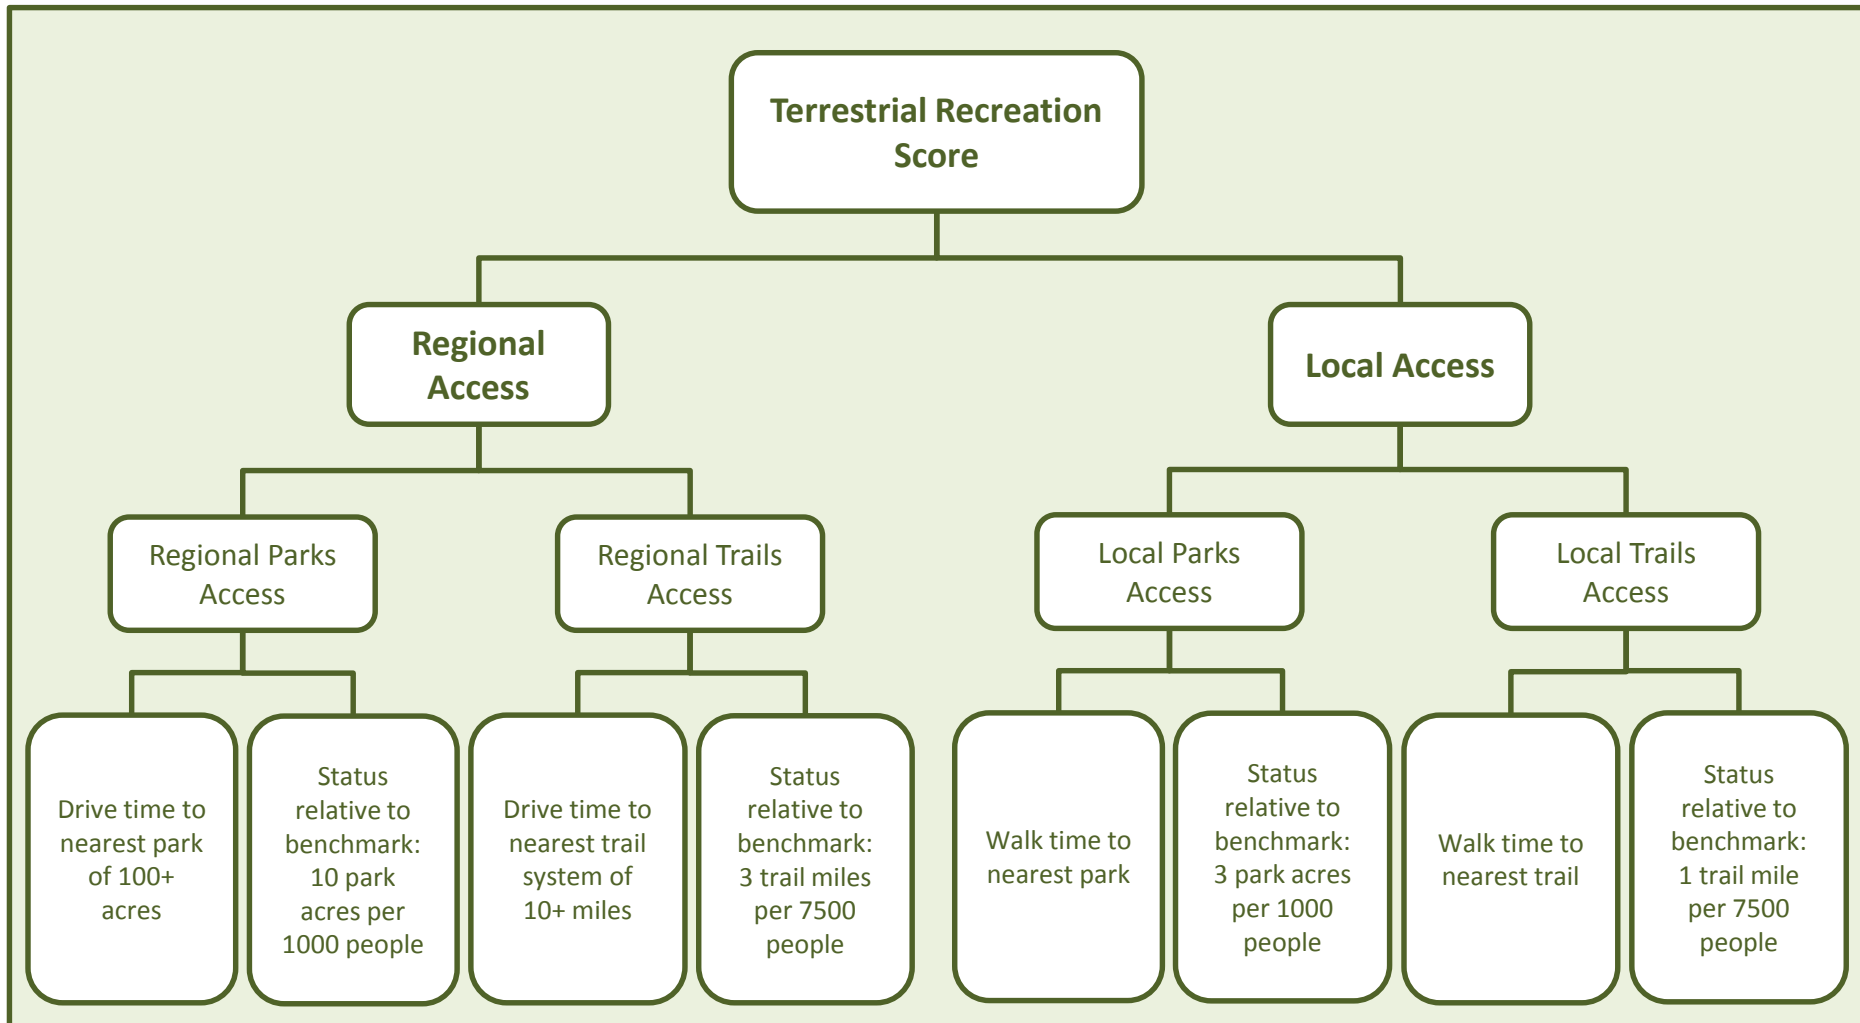 Terrestrial Recreation
Score
Regional
Access
Local Access
Regional Parks
Access
Regional Trails
Access
Local Parks
Access
Local Trails
Access
Drive time to
nearest park
of 100+
acres
Status
relative to
benchmark:
10 park
acres per
1000 people
Drive time to
nearest trail
system of
10+ miles
Status
relative to
benchmark:
3 trail miles
per 7500
people
Walk time to
nearest park
Status
relative to
benchmark:
3 park acres
per 1000
people
Walk time to
nearest trail
Status
relative to
benchmark:
1 trail mile
per 7500
people